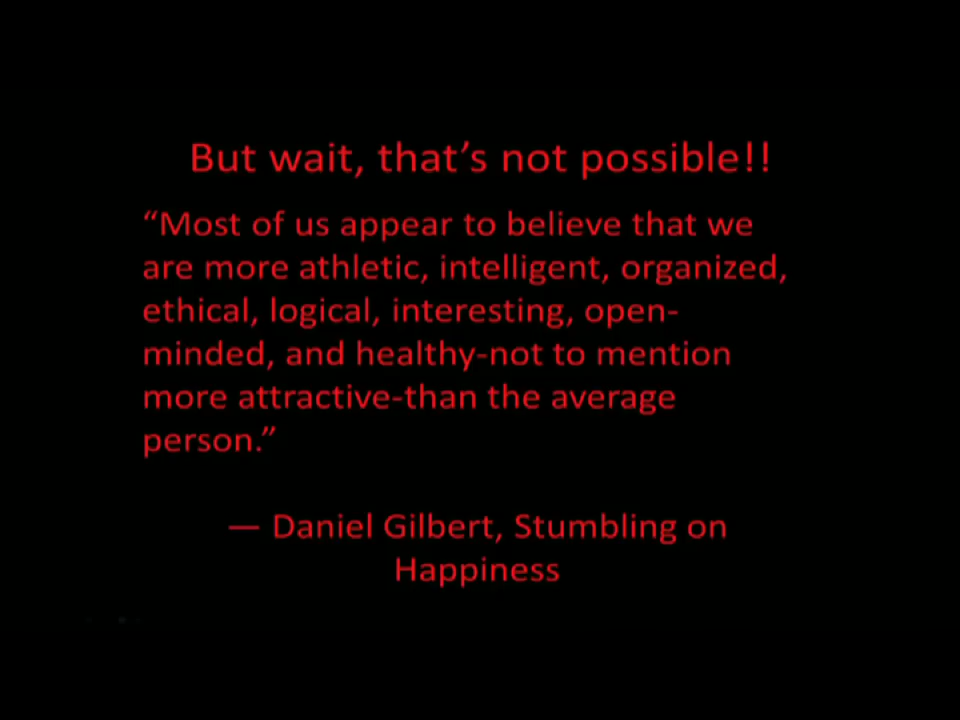 But wait, that’s not possible!!
“Most of us appear to believe that we
are more athletic, intelligent, organized,
ethical, logical, interesting, open-
minded, and healthy-not to mention
more attractive-than the average
person.”
— Daniel Gilbert, Stumbling on
Happiness